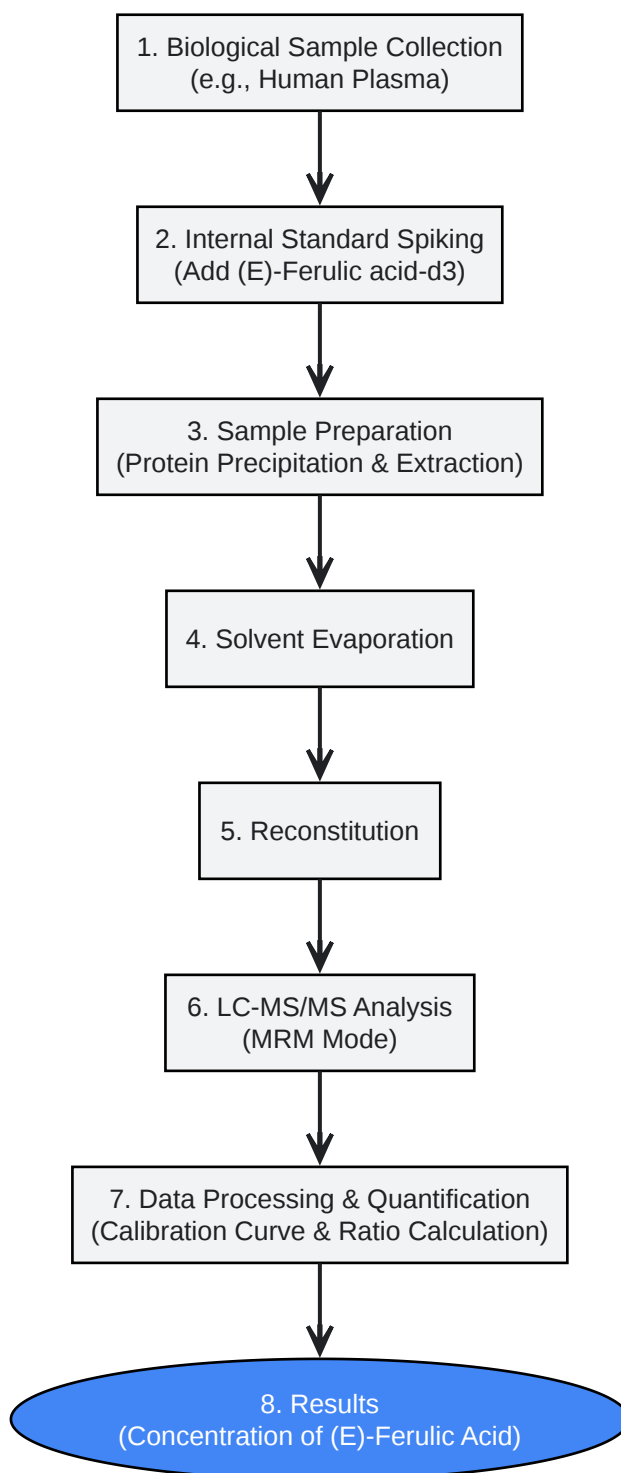 1. Biological Sample Collection
(e.g., Human Plasma)
2. Internal Standard Spiking
(Add (E)-Ferulic acid-d3)
3. Sample Preparation
(Protein Precipitation & Extraction)
4. Solvent Evaporation
5. Reconstitution
6. LC-MS/MS Analysis
(MRM Mode)
7. Data Processing & Quantification
(Calibration Curve & Ratio Calculation)
8. Results
(Concentration of (E)-Ferulic Acid)